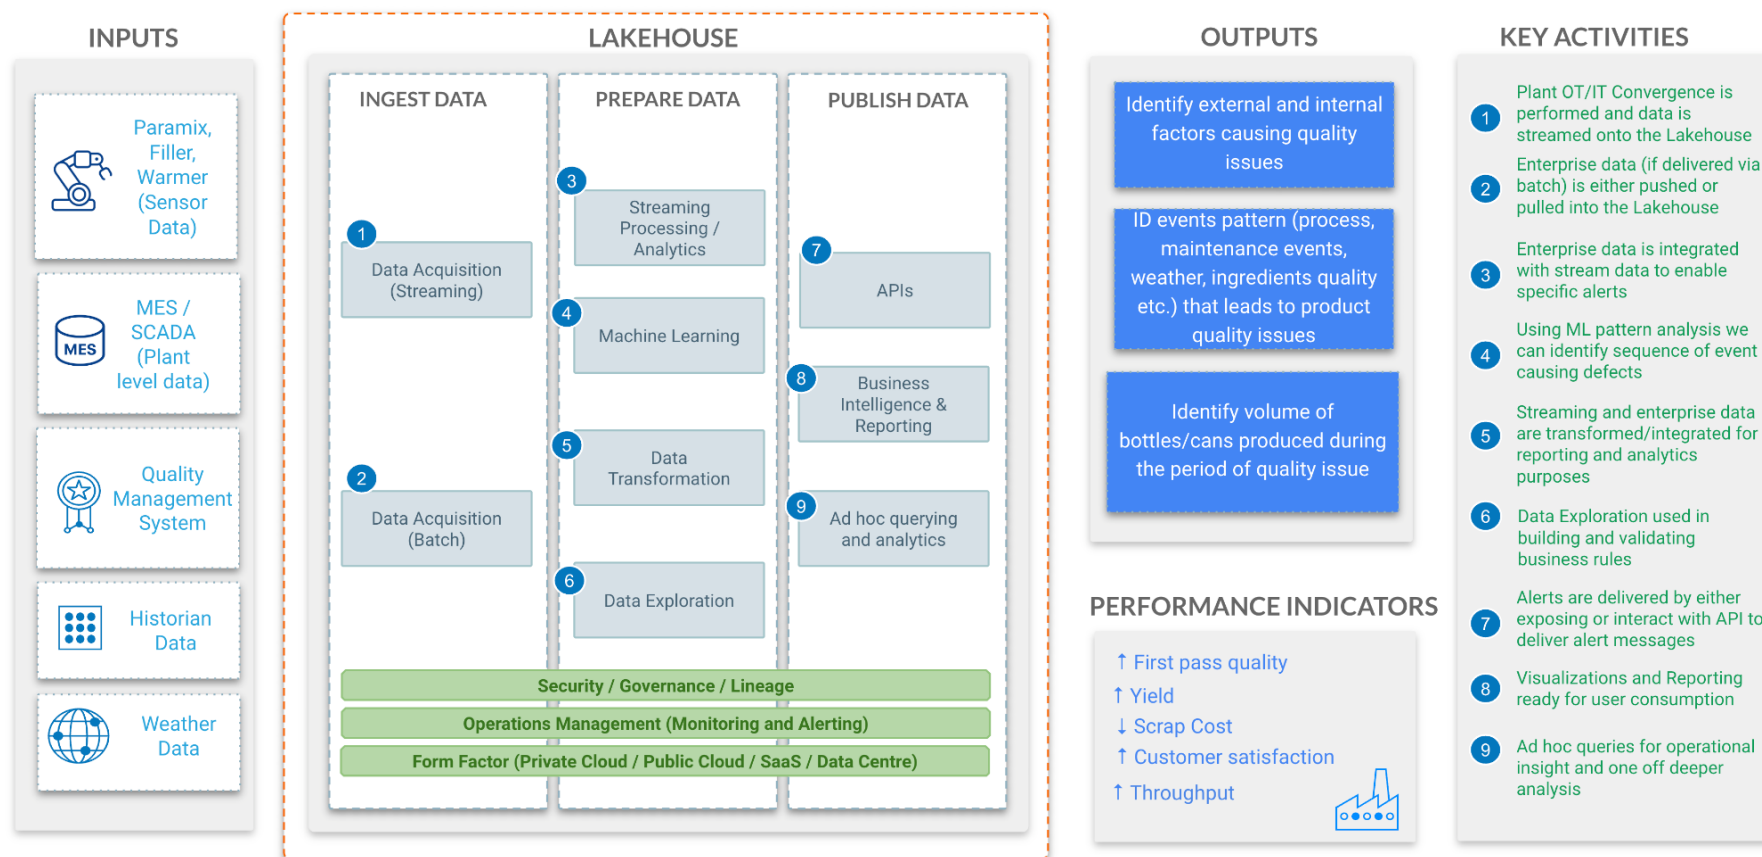 INPUTS
Paramix,
Filler,
Warmer
(Sensor
Data)
MES /
SCADA
(Plant
level data)
MES
Quality
Management
System
Historian
Data
Weather
Data
LAKEHOUSE
INGEST DATA
1
Data Acquisition
(Streaming)
2
Data Acquisition
(Batch)
PREPARE DATA
3
Streaming
Processing /
Analytics
4
Machine Learning
5
Data
Transformation
6
Data Exploration
PUBLISH DATA
7
APIs
8
Business
Intelligence &
Reporting
9
Ad hoc querying
and analytics
Security / Governance / Lineage
Operations Management (Monitoring and Alerting)
Form Factor (Private Cloud / Public Cloud / SaaS / Data Centre)
OUTPUTS
Identify external and internal
factors causing quality
issues
ID events pattern (process,
maintenance events,
weather, ingredients quality
etc.) that leads to product
quality issues
Identify volume of
bottles/cans produced during
the period of quality issue
PERFORMANCE INDICATORS
↑ First pass quality
↑ Yield
↓ Scrap Cost
↑ Customer satisfaction
↑ Throughput
KEY ACTIVITIES
1
Plant OT/IT Convergence is
performed and data is
streamed onto the Lakehouse
2
Enterprise data (if delivered via
batch) is either pushed or
pulled into the Lakehouse
3
Enterprise data is integrated
with stream data to enable
specific alerts
4
Using ML pattern analysis we
can identify sequence of event
causing defects
5
Streaming and enterprise data
are transformed/integrated for
reporting and analytics
purposes
6
Data Exploration used in
building and validating
business rules
7
Alerts are delivered by either
exposing or interact with API to
deliver alert messages
8
Visualizations and Reporting
ready for user consumption
9
Ad hoc queries for operational
insight and one off deeper
analysis